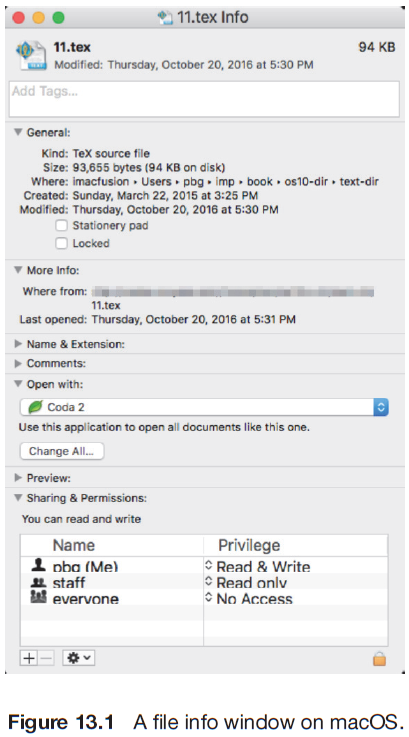 11.tex Info
11.tex 94 KB
Modified: Thursday, October 20, 2016 at 5:30 PM
Add Tags...
General:
Kind: TeX source file
Size: 93,655 bytes (94 KB on disk)
Where: imacfusion ▸ Users ▸ pbg ▸ imp ▸ book ▸ os10-dir ▸ text-dir
Created: Sunday, March 22, 2015 at 3:25 PM
Modified: Thursday, October 20, 2016 at 5:30 PM
Stationery pad
Locked
More Info:
Where from:
11.tex
Last opened: Thursday, October 20, 2016 at 5:31 PM
Name & Extension:
Comments:
Open with:
Coda 2
Use this application to open all documents like this one.
Change All...
Preview:
Sharing & Permissions:
You can read and write
Name Privilege
pbg (Me) Read & Write
staff Read only
everyone No Access
Figure 13.1 A file info window on macOS.